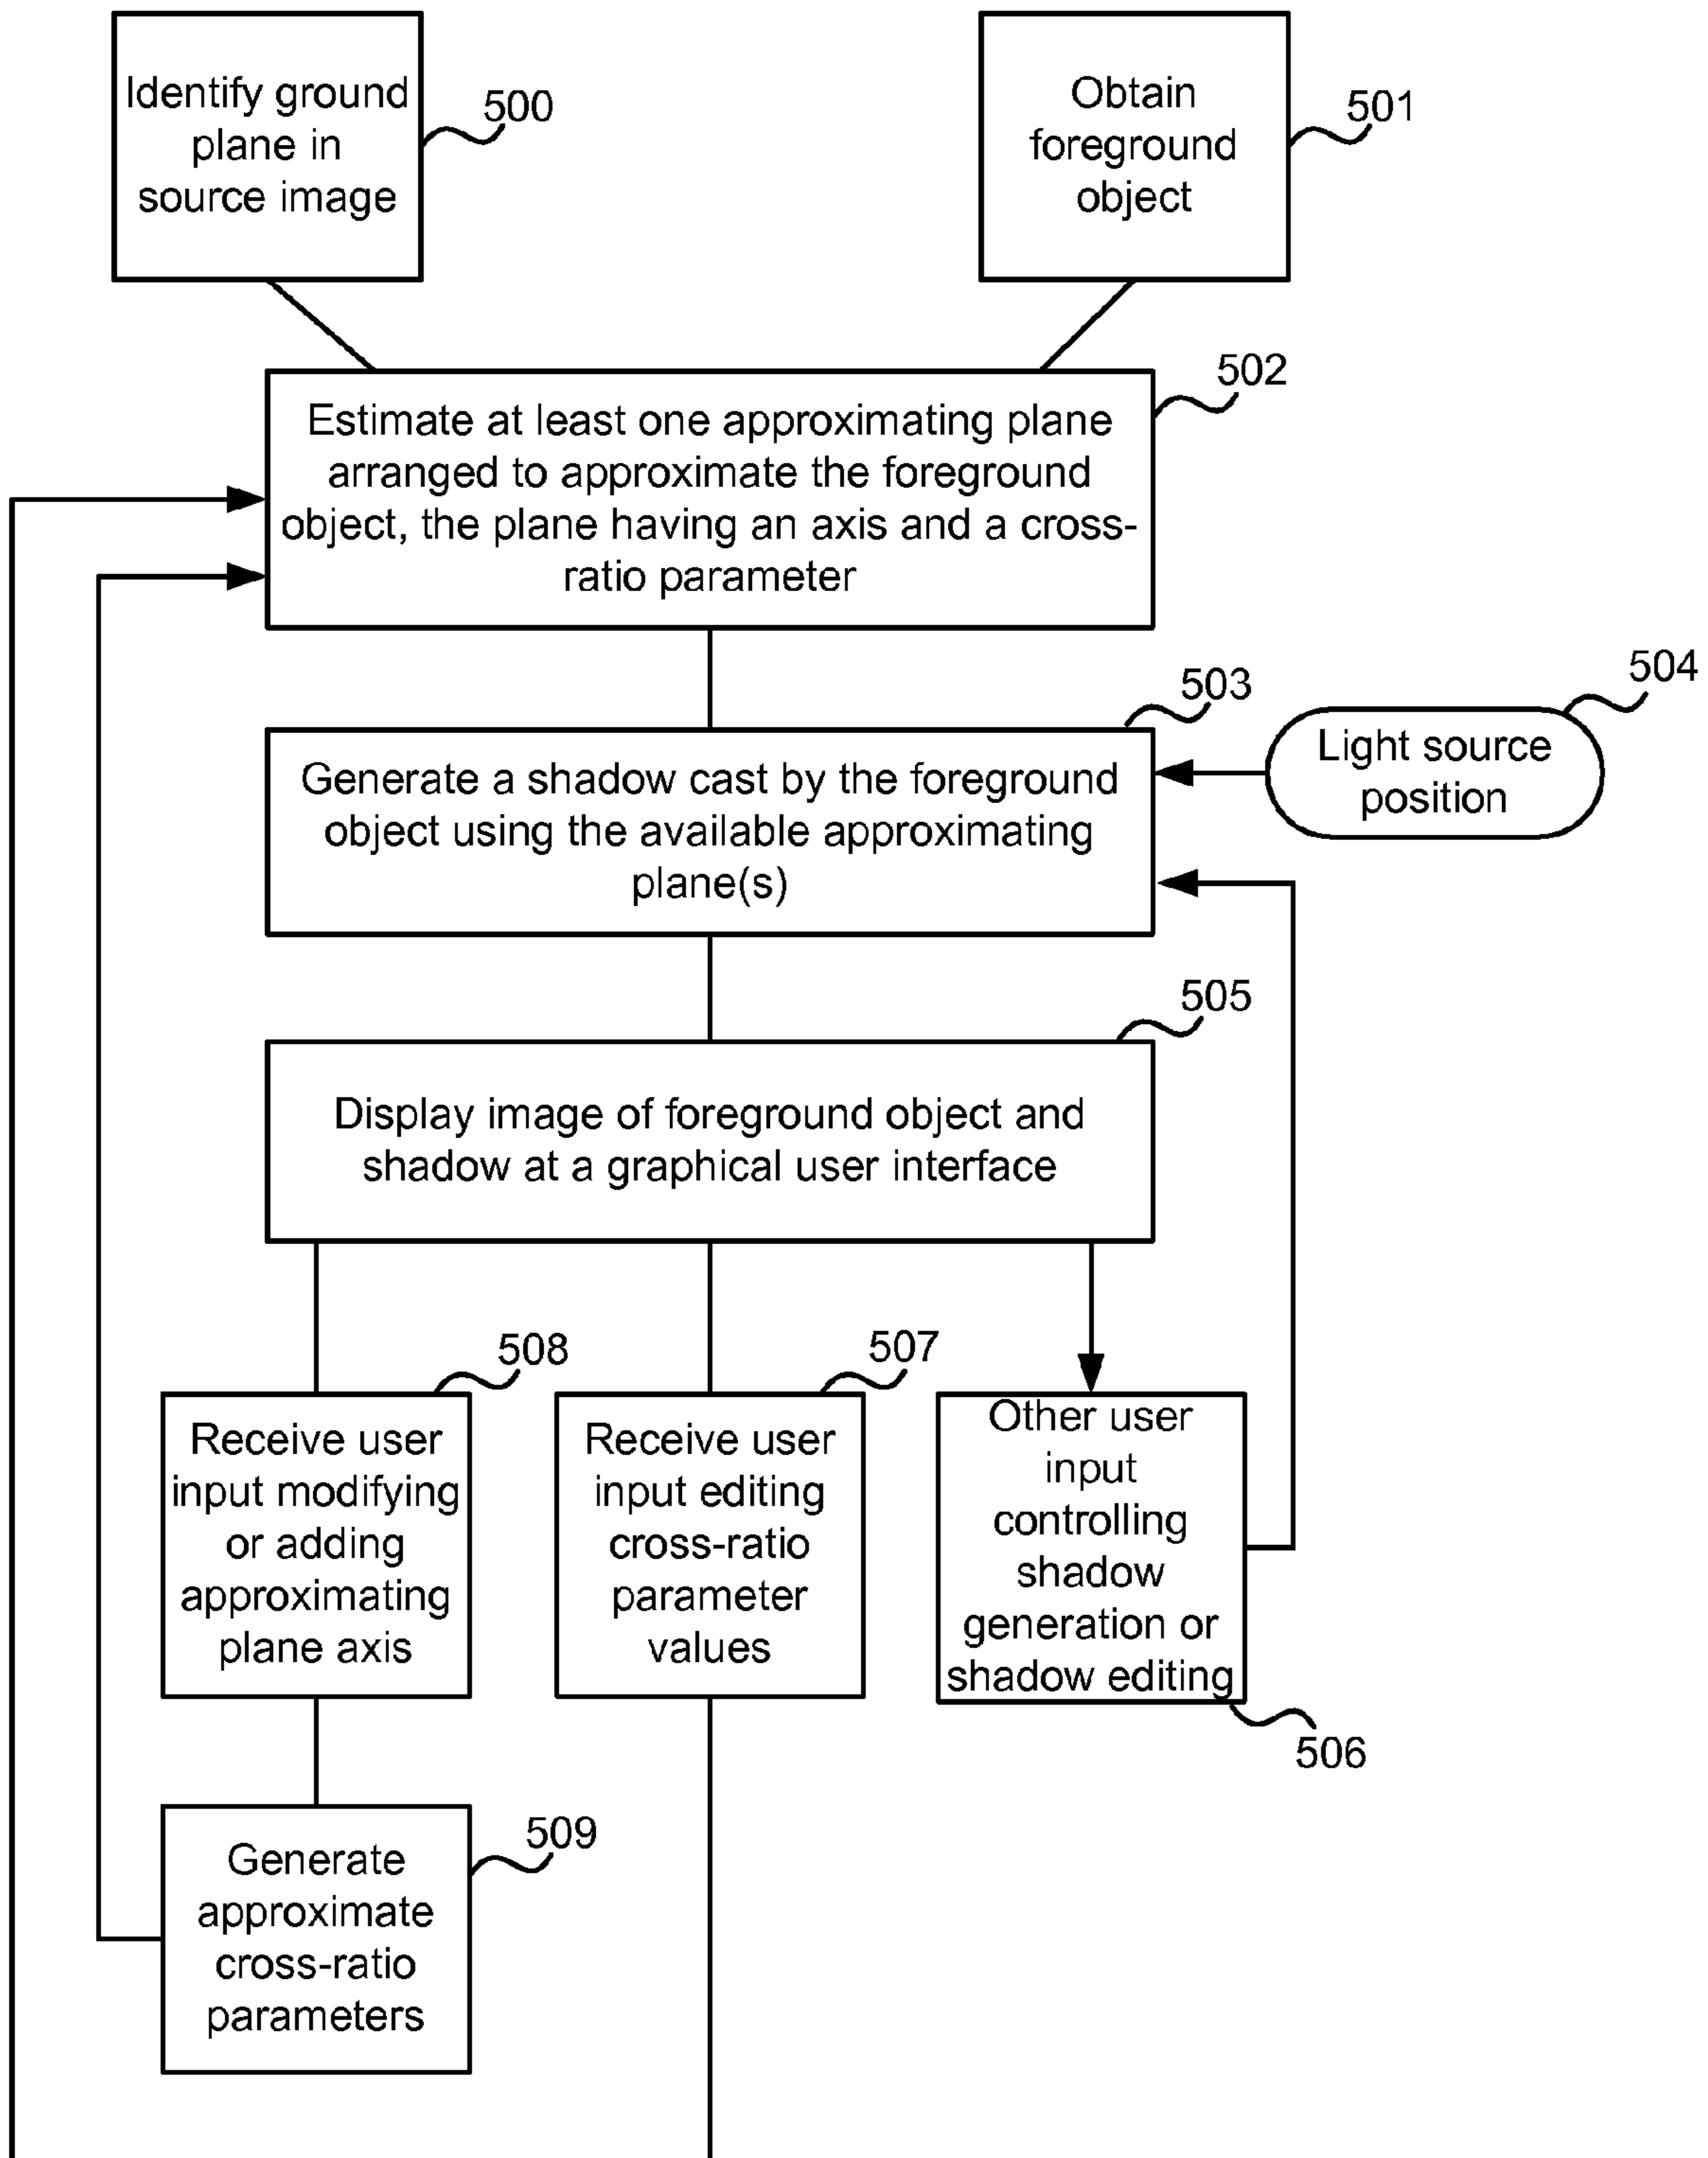 Identify ground
plane in
source image
500
Obtain
foreground
object
501
502
Estimate at least one approximating plane
arranged to approximate the foreground
object, the plane having an axis and a cross-
ratio parameter
503
504
Light source
position
Generate a shadow cast by the foreground
object using the available approximating
plane(s)
505
Display image of foreground object and
shadow at a graphical user interface
508
Receive user
input modifying
or adding
approximating
plane axis
507
Receive user
input editing
cross-ratio
parameter
values
Other user
input
controlling
shadow
generation or
shadow editing
506
509
Generate
approximate
cross-ratio
parameters